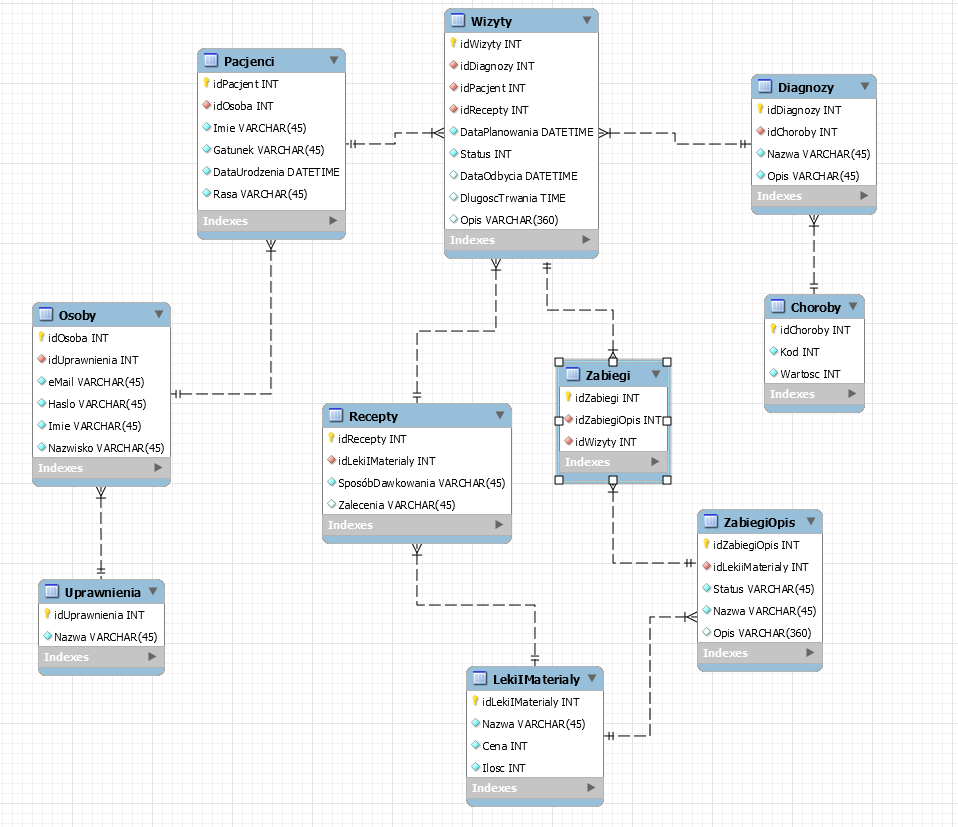 Wizyty
idWizyty INT
idDiagnozy INT
idPacjent INT
idRecepty INT
DataPlanowania DATETIME
Status INT
DataOdbycia DATETIME
DlugoscTrwania TIME
Opis VARCHAR(360)
Indexes
Pacjenci
idPacjent INT
idOsoba INT
Imie VARCHAR(45)
Gatunek VARCHAR(45)
DataUrodzenia DATETIME
Rasa VARCHAR(45)
Indexes
Diagnozy
idDiagnozy INT
idChoroby INT
Nazwa VARCHAR(45)
Opis VARCHAR(45)
Indexes
Choroby
idChoroby INT
Kod INT
Wartosc INT
Indexes
Osoby
idOsoba INT
idUprawnienia INT
eMail VARCHAR(45)
Haslo VARCHAR(45)
Imie VARCHAR(45)
Nazwisko VARCHAR(45)
Indexes
Zabiegi
idZabiegi INT
idZabiegiOpis INT
idWizyty INT
Indexes
Recepty
idRecepty INT
idLekiIMaterialy INT
SposóbDawkowania VARCHAR(45)
Zalecenia VARCHAR(45)
Indexes
ZabiegiOpis
idZabiegiOpis INT
idLekiiMaterialy INT
Status VARCHAR(45)
Nazwa VARCHAR(45)
Opis VARCHAR(360)
Indexes
Uprawnienia
idUprawnienia INT
Nazwa VARCHAR(45)
Indexes
LekiIMaterialy
idLekiIMaterialy INT
Nazwa VARCHAR(45)
Cena INT
Ilosc INT
Indexes